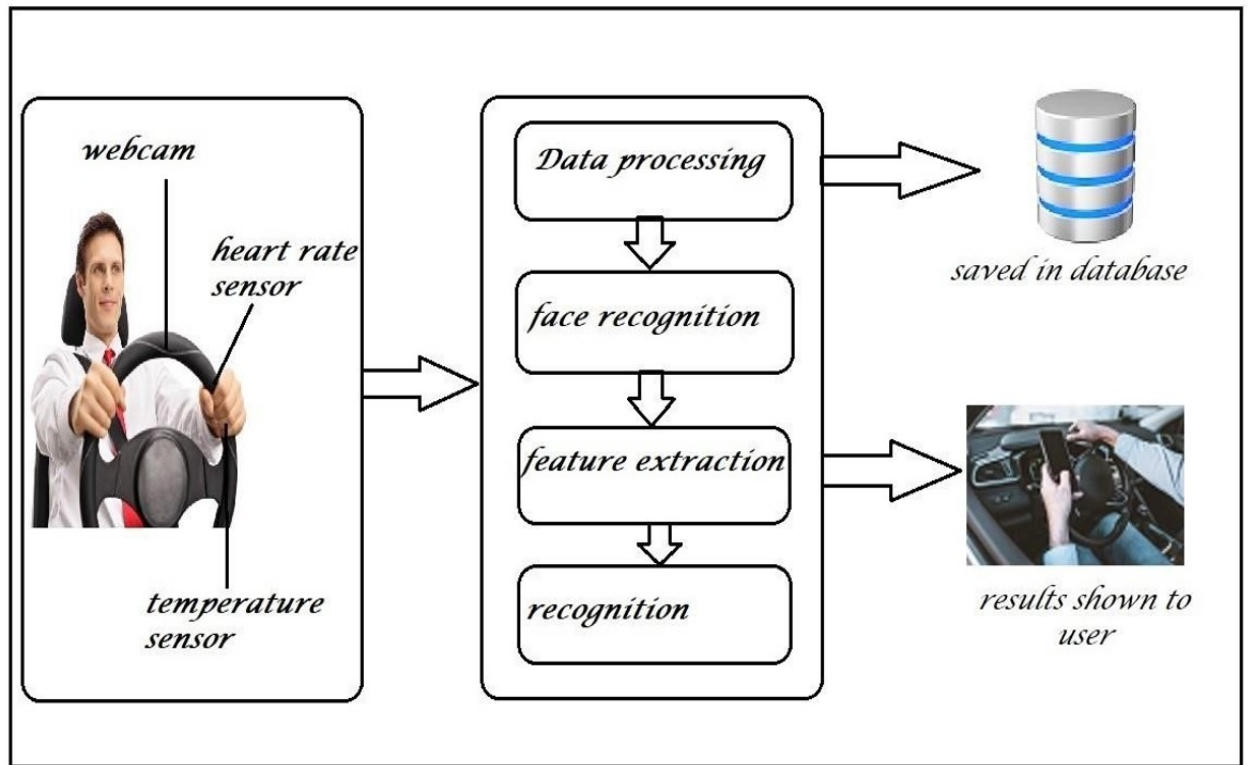 webcam
heart rate
sensor
temperature
sensor
Data processing
face recognition
feature extraction
recognition
saved in database
results shown to
user